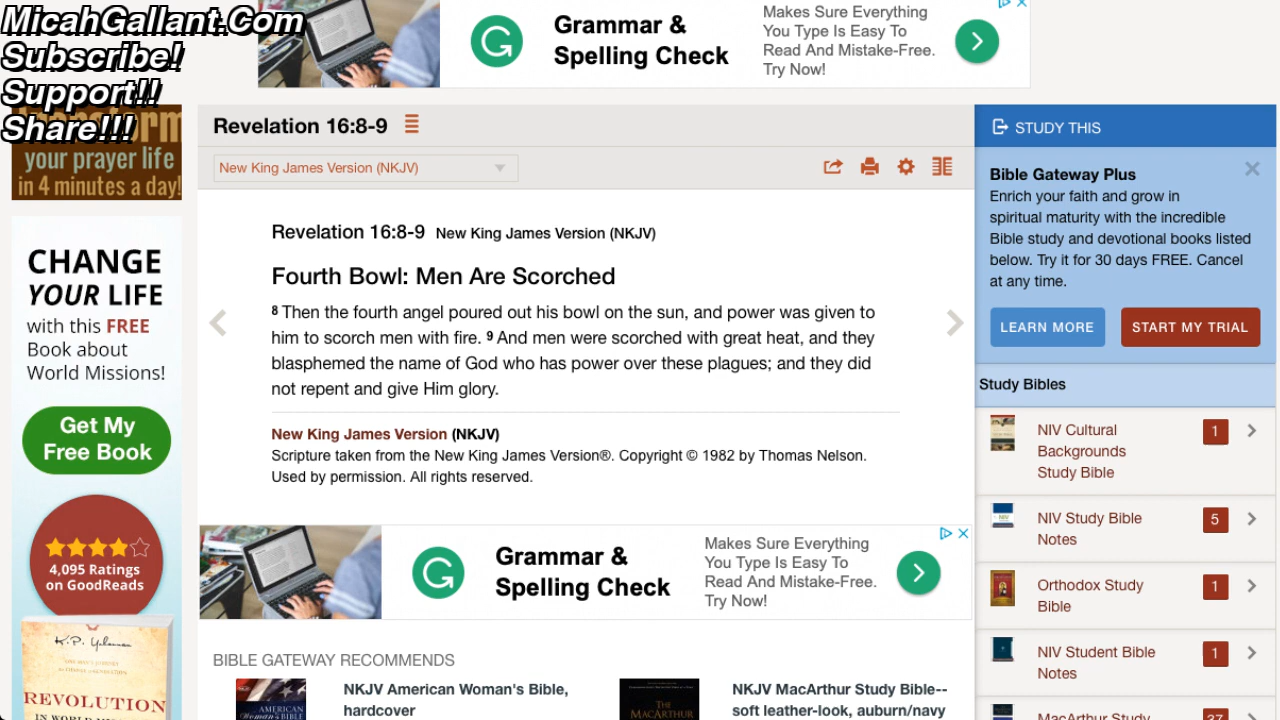 MicahGallant.Com
Subscribe!
Support!!
Share!!!
Grammar &
Spelling Check
Makes Sure Everything
You Type Is Easy To
Read And Mistake-Free.
Try Now!
your prayer life
in 4 minutes a day!
CHANGE
YOUR LIFE
with this FREE
Book about
World Missions!
Get My
Free Book
4,095 Ratings
on GoodReads
K.P. Yohannan
REVOLUTION
IN WORLD MISSIONS
Revelation 16:8-9
New King James Version (NKJV)
Revelation 16:8-9 New King James Version (NKJV)
Fourth Bowl: Men Are Scorched
8 Then the fourth angel poured out his bowl on the sun, and power was given to
him to scorch men with fire. 9 And men were scorched with great heat, and they
blasphemed the name of God who has power over these plagues; and they did
not repent and give Him glory.
New King James Version (NKJV)
Scripture taken from the New King James Version®. Copyright © 1982 by Thomas Nelson.
Used by permission. All rights reserved.
Grammar &
Spelling Check
Makes Sure Everything
You Type Is Easy To
Read And Mistake-Free.
Try Now!
BIBLE GATEWAY RECOMMENDS
AMERICAN
Woman's BIBLE
NKJV American Woman's Bible,
hardcover
THE
MACARTHUR
NKJV MacArthur Study Bible--
soft leather-look, auburn/navy
STUDY THIS
Bible Gateway Plus
Enrich your faith and grow in
spiritual maturity with the incredible
Bible study and devotional books listed
below. Try it for 30 days FREE. Cancel
at any time.
LEARN MORE
START MY TRIAL
Study Bibles
NIV Cultural
Backgrounds
Study Bible
1
NIV Study Bible
Notes
5
Orthodox Study
Bible
1
NIV Student Bible
Notes
1
MacArthur Study
37